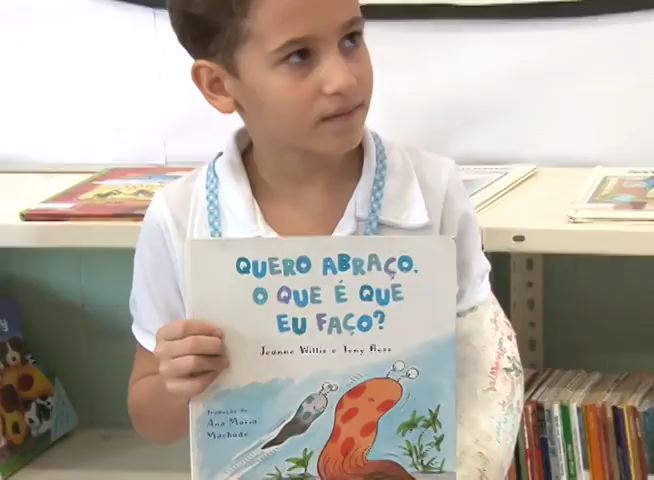 QUERO ABRAÇO,
O QUE É QUE
EU FAÇO?
Jeanne Willis e Tony Ross
Tradução de
Ana Maria
Machado